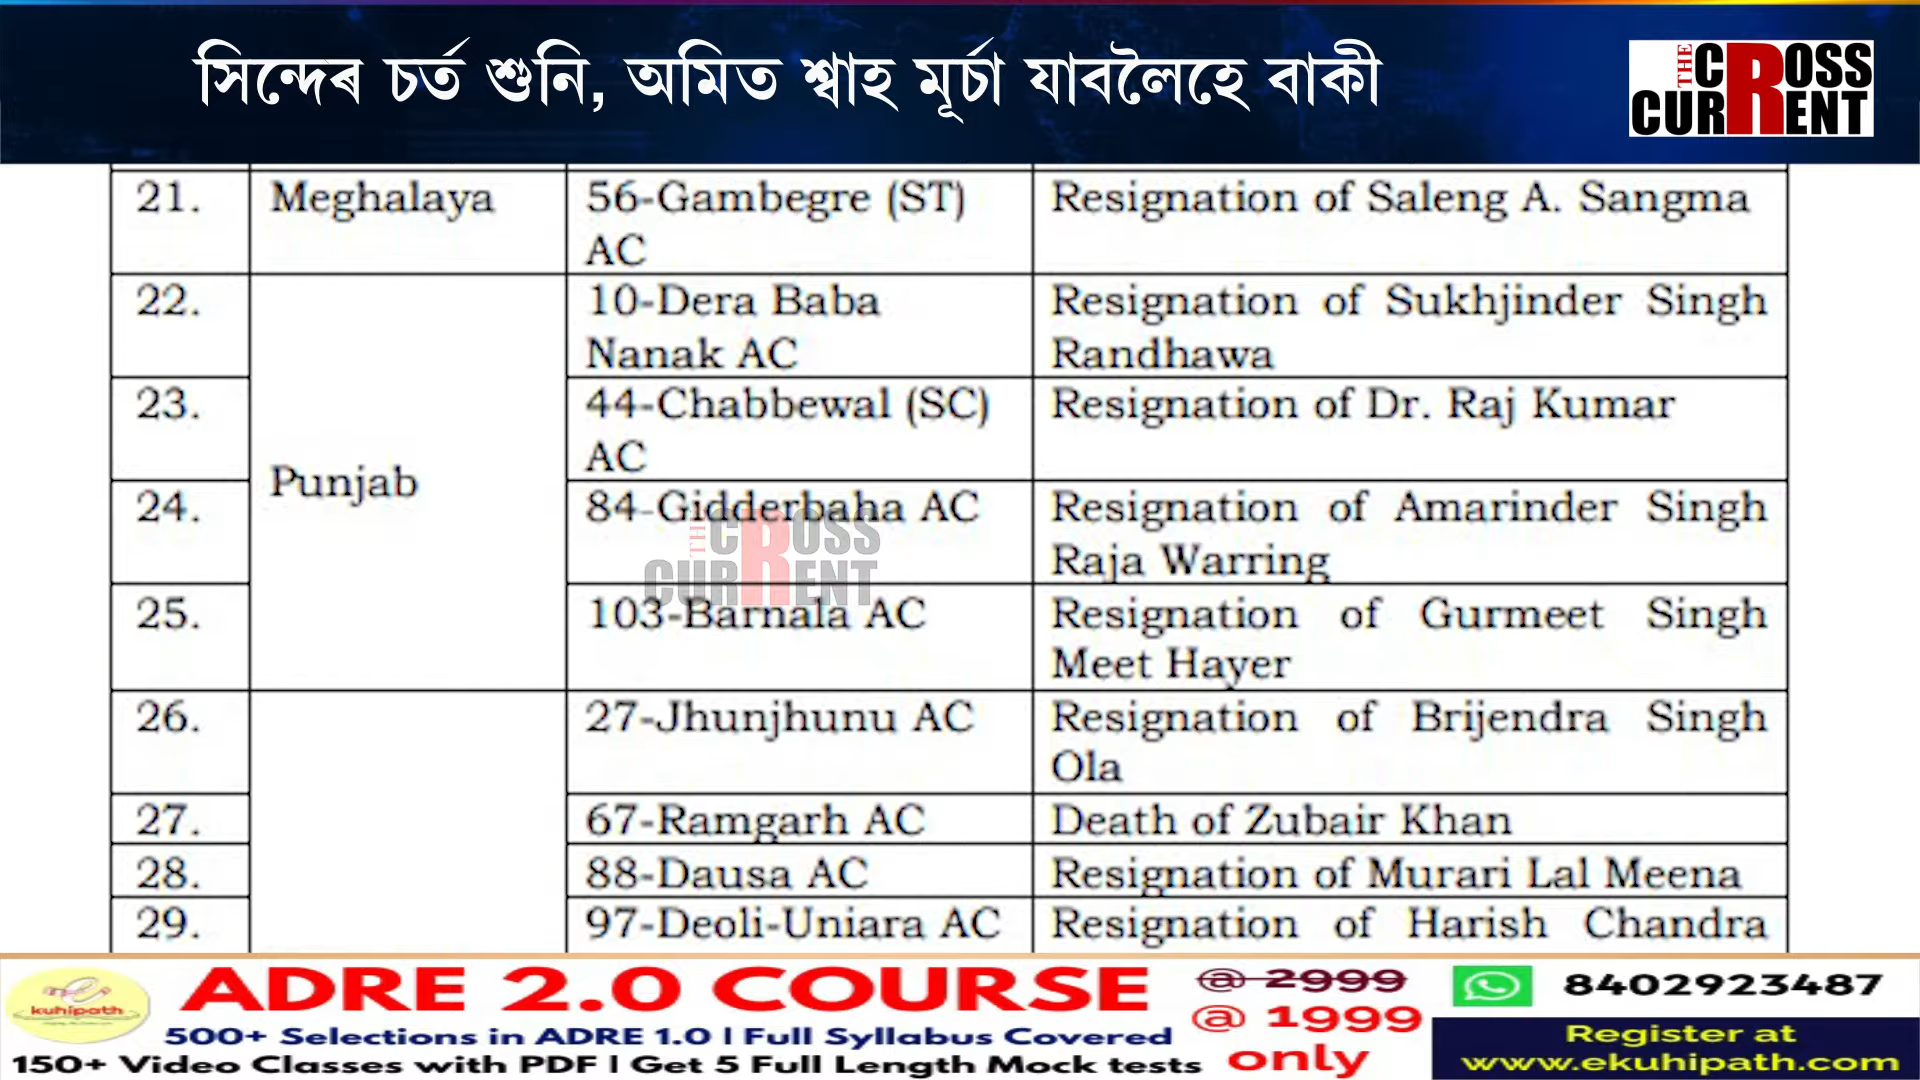 সিন্দেৰ চৰ্ত শুনি, অমিত শ্বাহ মূৰ্চা যাবলৈহে বাকী
THE CROSS
CURRENT
21. Meghalaya 56-Gambegre (ST) Resignation of Saleng A. Sangma
AC
22. 10-Dera Baba Resignation of Sukhjinder Singh
Nanak AC Randhawa
23. 44-Chabbewal (SC) Resignation of Dr. Raj Kumar
AC
Punjab
24. 84-Gidderbaha AC Resignation of Amarinder Singh
Raja Warring
THE CROSS
CURRENT
25. 103-Barnala AC Resignation of Gurmeet Singh
Meet Hayer
26. 27-Jhunjhunu AC Resignation of Brijendra Singh
Ola
27. 67-Ramgarh AC Death of Zubair Khan
28. 88-Dausa AC Resignation of Murari Lal Meena
29. 97-Deoli-Uniara AC Resignation of Harish Chandra
kuhipath
ADRE 2.0 COURSE
500+ Selections in ADRE 1.0 | Full Syllabus Covered
150+ Video Classes with PDF | Get 5 Full Length Mock tests
@ 2999
@ 1999
only
8402923487
Register at
www.ekuhipath.com